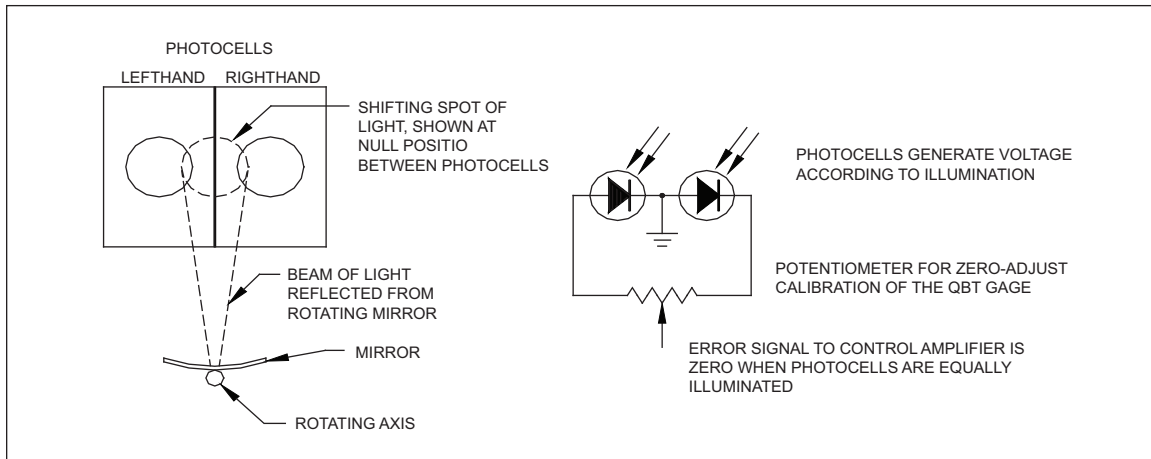 PHOTOCELLS
LEFTHAND RIGHTHAND
SHIFTING SPOT OF
LIGHT, SHOWN AT
NULL POSITIO
BETWEEN PHOTOCELLS
BEAM OF LIGHT
REFLECTED FROM
ROTATING MIRROR
MIRROR
ROTATING AXIS
PHOTOCELLS GENERATE VOLTAGE
ACCORDING TO ILLUMINATION
POTENTIOMETER FOR ZERO-ADJUST
CALIBRATION OF THE QBT GAGE
ERROR SIGNAL TO CONTROL AMPLIFIER IS
ZERO WHEN PHOTOCELLS ARE EQUALLY
ILLUMINATED